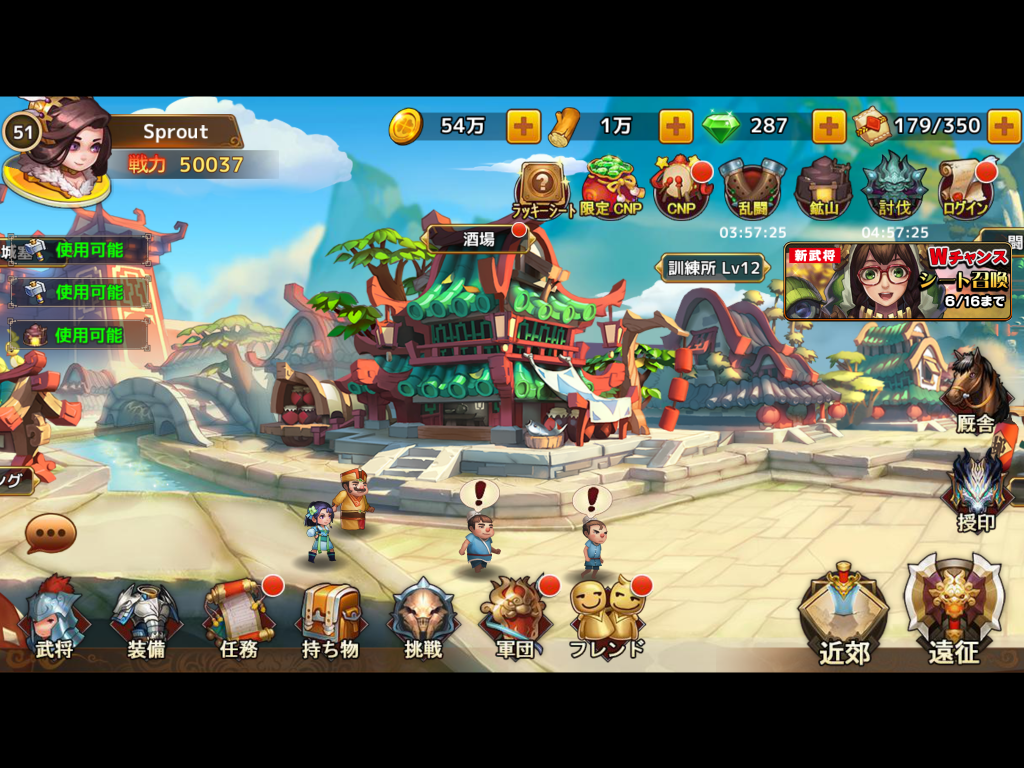 51
Sprout
戦力 50037
54万
1万
287
179/350
ラッキーシート
限定 CNP
CNP
乱闘
鉱山
討伐
ログイン
03:57:25
04:57:25
使用可能
使用可能
使用可能
酒場
訓練所 Lv12
闘
新武将
Wチャンス
シート召喚
6/16まで
厩舎
授印
ング
武将
装備
任務
持ち物
挑戦
軍団
フレンド
近郊
遠征